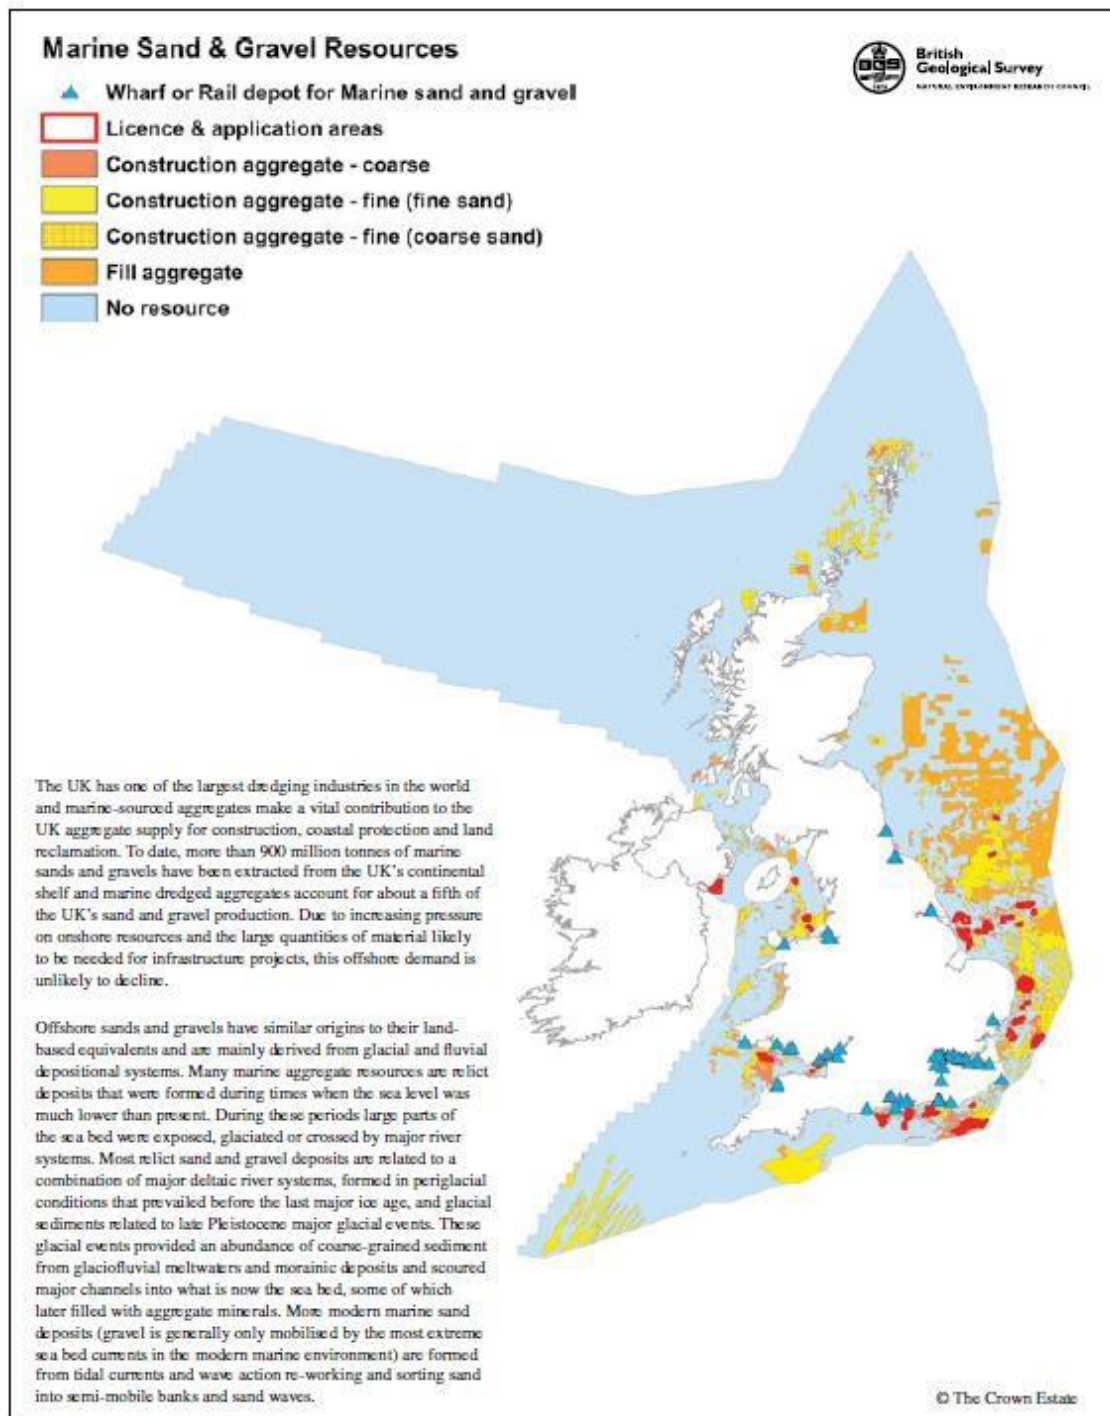 Marine Sand & Gravel Resources
British
Geological Survey
NATURAL ENVIRONMENT RESEARCH COUNCIL
BGS
Wharf or Rail depot for Marine sand and gravel
Licence & application areas
Construction aggregate - coarse
Construction aggregate - fine (fine sand)
Construction aggregate - fine (coarse sand)
Fill aggregate
No resource
The UK has one of the largest dredging industries in the world
and marine-sourced aggregates make a vital contribution to the
UK aggregate supply for construction, coastal protection and land
reclamation. To date, more than 900 million tonnes of marine
sands and gravels have been extracted from the UK's continental
shelf and marine dredged aggregates account for about a fifth of
the UK's sand and gravel production. Due to increasing pressure
on onshore resources and the large quantities of material likely
to be needed for infrastructure projects, this offshore demand is
unlikely to decline.
Offshore sands and gravels have similar origins to their land-
based equivalents and are mainly derived from glacial and fluvial
depositional systems. Many marine aggregate resources are relict
deposits that were formed during times when the sea level was
much lower than present. During these periods large parts of
the sea bed were exposed, glaciated or crossed by major river
systems. Most relict sand and gravel deposits are related to a
combination of major deltaic river systems, formed in periglacial
conditions that prevailed before the last major ice age, and glacial
sediments related to late Pleistocene major glacial events. These
glacial events provided an abundance of coarse-grained sediment
from glaciofluvial meltwaters and morainic deposits and scoured
major channels into what is now the sea bed, some of which
later filled with aggregate minerals. More modern marine sand
deposits (gravel is generally only mobilised by the most extreme
sea bed currents in the modern marine environment) are formed
from tidal currents and wave action re-working and sorting sand
into semi-mobile banks and sand waves.
© The Crown Estate